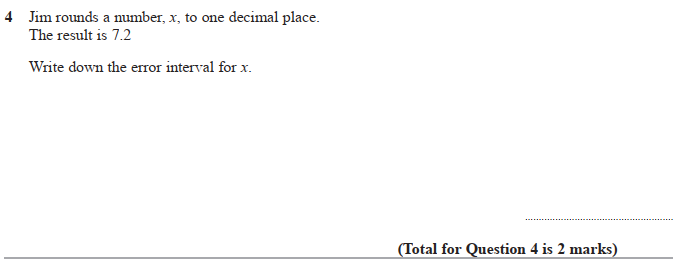 4 Jim rounds a number, x, to one decimal place.
The result is 7.2
Write down the error interval for x.
(Total for Question 4 is 2 marks)